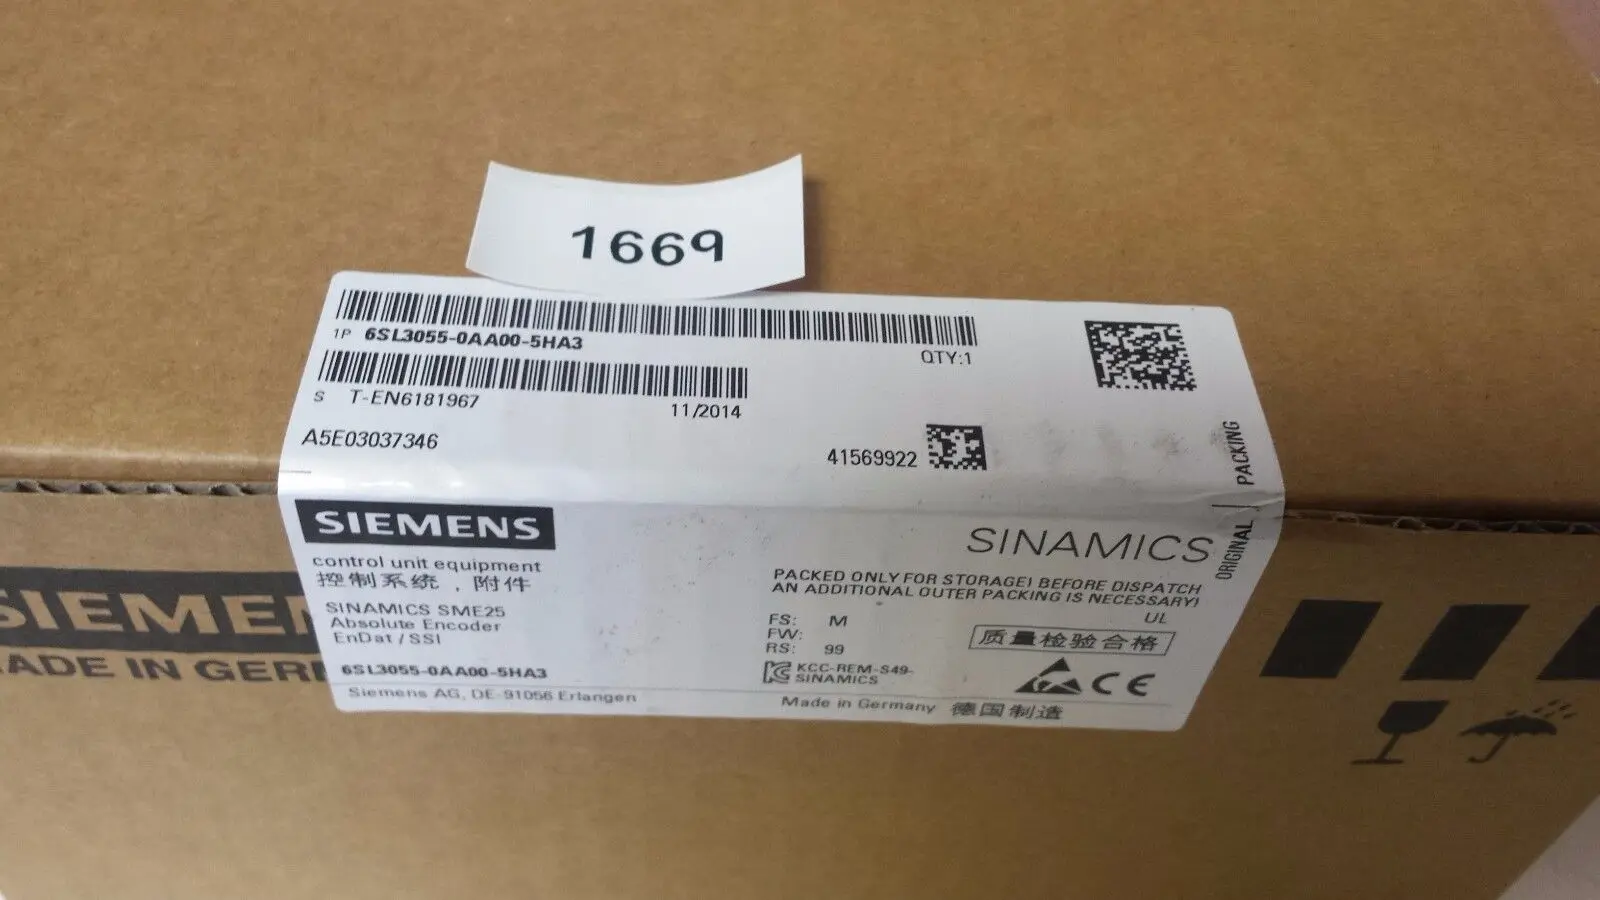 1669
1P 6SL3055-0AA00-5HA3
QTY:1
S T-EN6181967
11/2014
A5E03037346
41569922
ORIGINAL PACKING
SIEMENS
SINAMICS
control unit equipment
控制系统，附件
PACKED ONLY FOR STORAGE! BEFORE DISPATCH
AN ADDITIONAL OUTER PACKING IS NECESSARY!
SINAMICS SME25
Absolute Encoder
EnDat / SSI
FS: M
FW:
RS: 99
UL
质量检验合格
6SL3055-0AA00-5HA3
KCC-REM-S49-
SINAMICS
CE
Siemens AG, DE-91056 Erlangen
Made in Germany 德国制造
SIEMEN
ADE IN GER